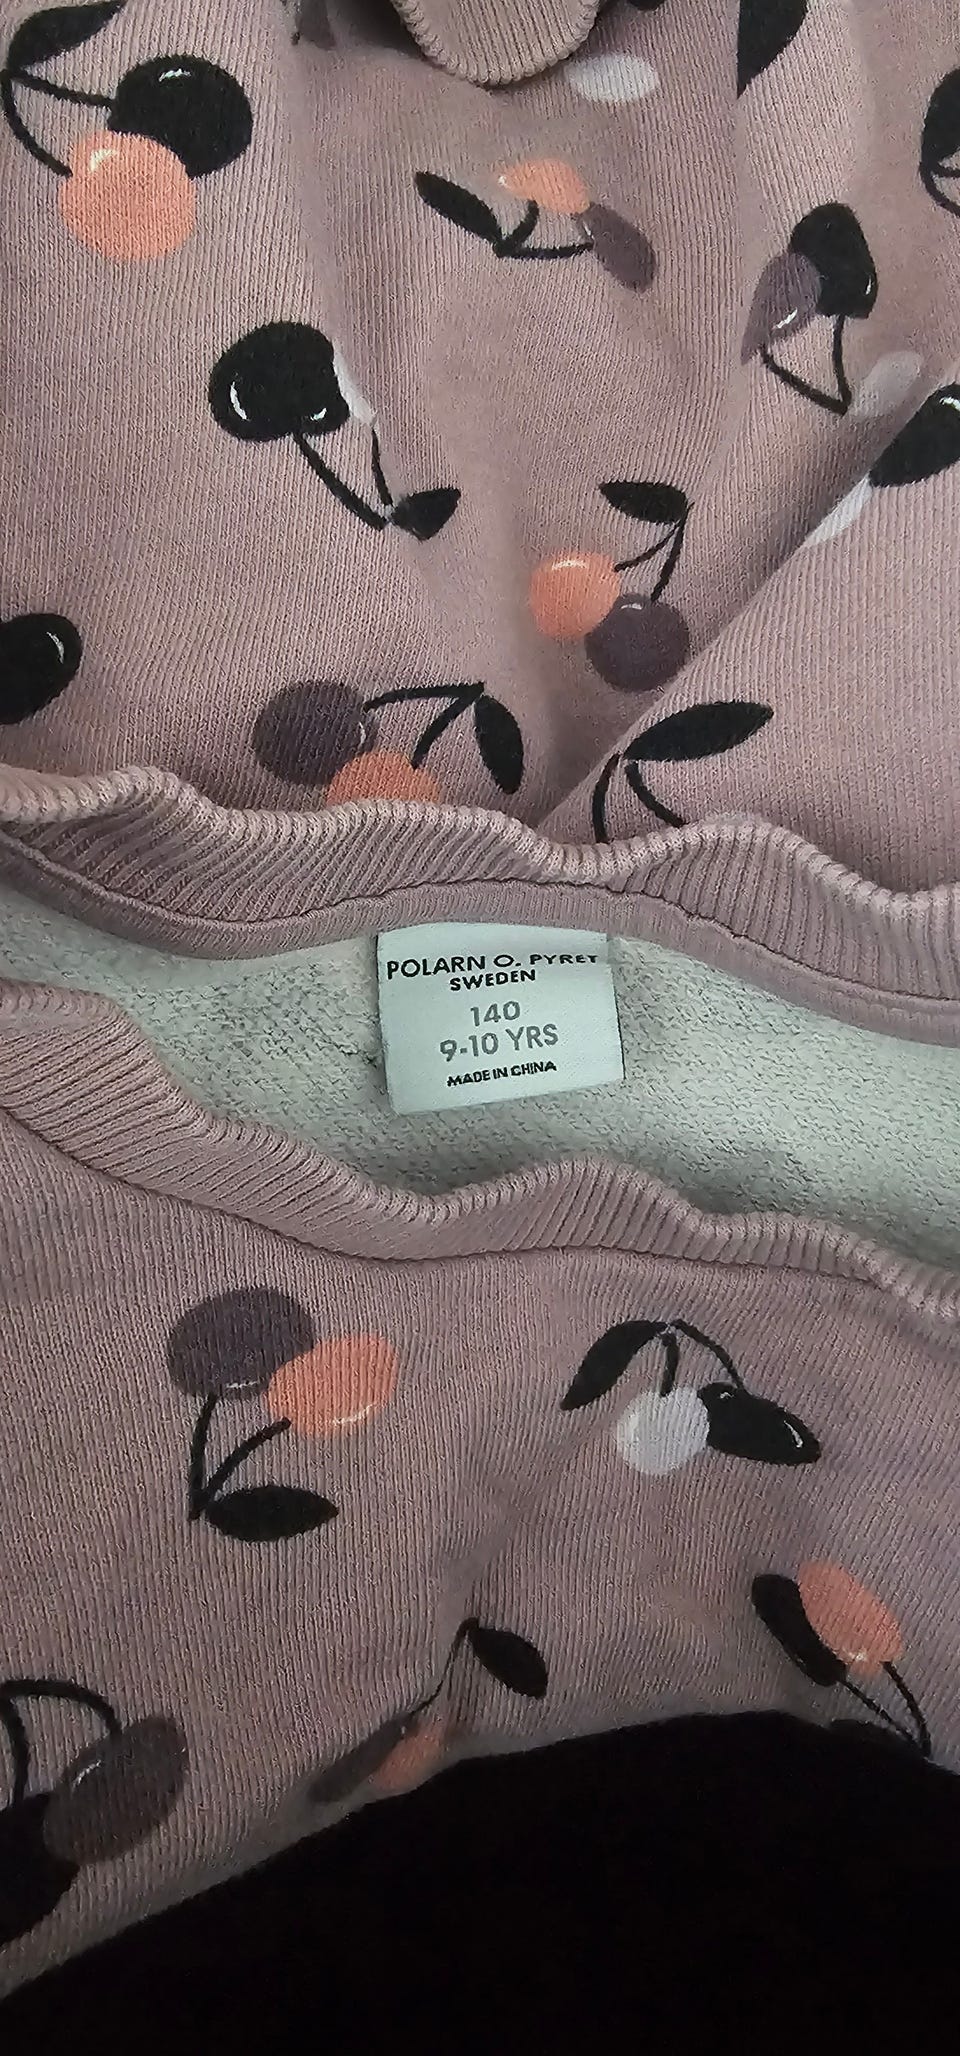 POLARN O. PYRET
SWEDEN
140
9-10 YRS
MADE IN CHINA